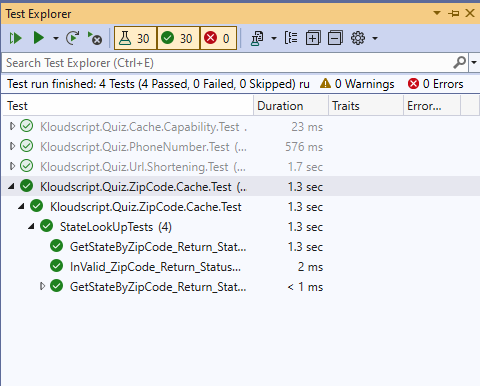 Test Explorer
30 30 0
Search Test Explorer (Ctrl+E)
Test run finished: 4 Tests (4 Passed, 0 Failed, 0 Skipped) ru 0 Warnings 0 Errors
Test Duration Traits Error...
Kloudscript.Quiz.Cache.Capability.Test . 23 ms
Kloudscript.Quiz.PhoneNumber.Test (... 576 ms
Kloudscript.Quiz.Url.Shortening.Test (... 1.7 sec
Kloudscript.Quiz.ZipCode.Cache.Test (... 1.3 sec
Kloudscript.Quiz.ZipCode.Cache.Test 1.3 sec
StateLookUpTests (4) 1.3 sec
GetStateByZipCode_Return_Stat... 1.3 sec
InValid_ZipCode_Return_Status... 2 ms
GetStateByZipCode_Return_Stat... < 1 ms